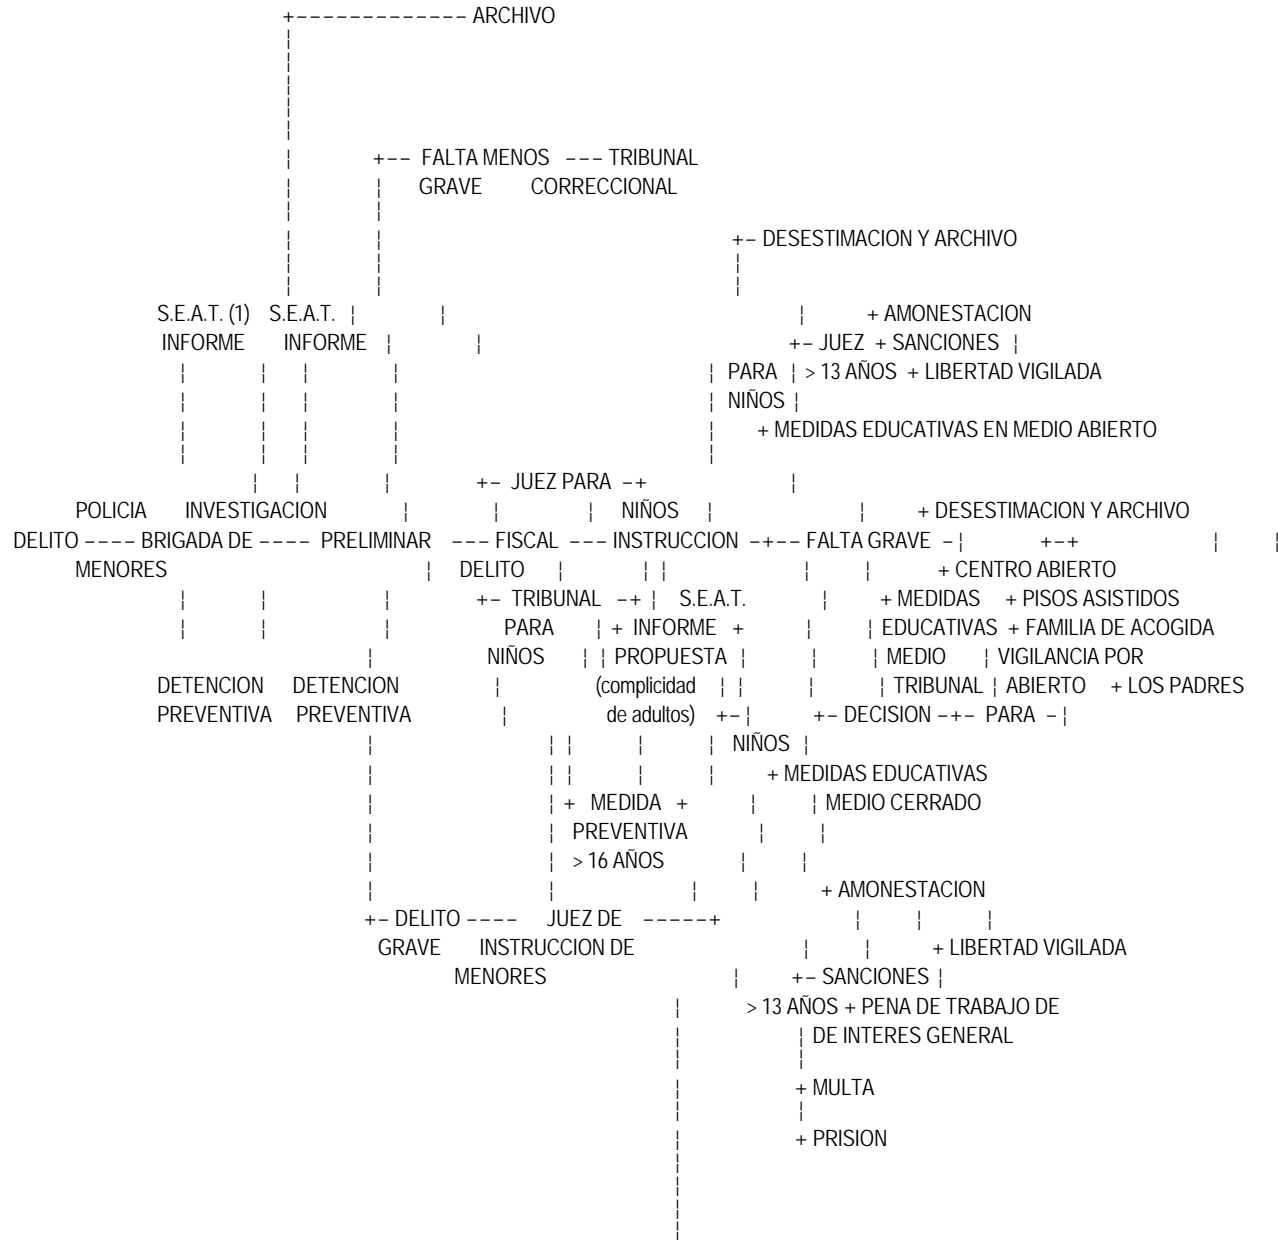 +------------- ARCHIVO
+-- FALTA MENOS --- TRIBUNAL
GRAVE CORRECCIONAL
+- DESESTIMACION Y ARCHIVO
S.E.A.T. (1) S.E.A.T. ¦ ¦ ¦ + AMONESTACION
INFORME INFORME ¦ ¦ +- JUEZ + SANCIONES ¦
¦ ¦ ¦ ¦ ¦ PARA ¦ > 13 AÑOS + LIBERTAD VIGILADA
¦ ¦ ¦ ¦ ¦ NIÑOS ¦
¦ ¦ ¦ ¦ ¦ + MEDIDAS EDUCATIVAS EN MEDIO ABIERTO
¦ ¦ ¦ +- JUEZ PARA -+ ¦
POLICIA INVESTIGACION ¦ ¦ ¦ NIÑOS ¦ ¦ + DESESTIMACION Y ARCHIVO
DELITO ---- BRIGADA DE ---- PRELIMINAR --- FISCAL --- INSTRUCCION -+-- FALTA GRAVE -¦ +-+ ¦ ¦
MENORES ¦ DELITO ¦ ¦ ¦ ¦ ¦ + CENTRO ABIERTO
¦ ¦ ¦ +- TRIBUNAL -+ ¦ S.E.A.T. ¦ + MEDIDAS + PISOS ASISTIDOS
¦ ¦ ¦ PARA ¦ + INFORME + ¦ ¦ EDUCATIVAS + FAMILIA DE ACOGIDA
¦ NIÑOS ¦ ¦ PROPUESTA ¦ ¦ ¦ MEDIO ¦ VIGILANCIA POR
DETENCION DETENCION ¦ (complicidad ¦ ¦ ¦ ¦ TRIBUNAL ¦ ABIERTO + LOS PADRES
PREVENTIVA PREVENTIVA ¦ de adultos) +-¦ +- DECISION -+- PARA -¦
¦ ¦ ¦ ¦ ¦ NIÑOS ¦
¦ ¦ ¦ ¦ ¦ + MEDIDAS EDUCATIVAS
¦ ¦ + MEDIDA + ¦ ¦ MEDIO CERRADO
¦ ¦ PREVENTIVA ¦ ¦
¦ ¦ > 16 AÑOS ¦ ¦
¦ ¦ ¦ ¦ + AMONESTACION
+- DELITO ---- JUEZ DE -----+ ¦ ¦ ¦
GRAVE INSTRUCCION DE ¦ ¦ + LIBERTAD VIGILADA
MENORES ¦ +- SANCIONES ¦
¦ > 13 AÑOS + PENA DE TRABAJO DE
¦ ¦ DE INTERES GENERAL
¦ + MULTA
¦ + PRISION